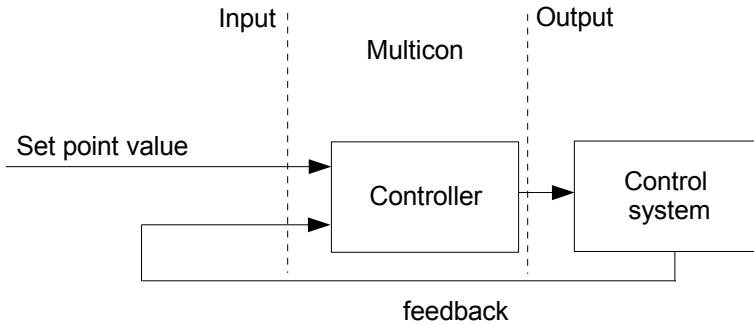 Input
Output
Multicon
Set point value
Controller
Control
system
feedback